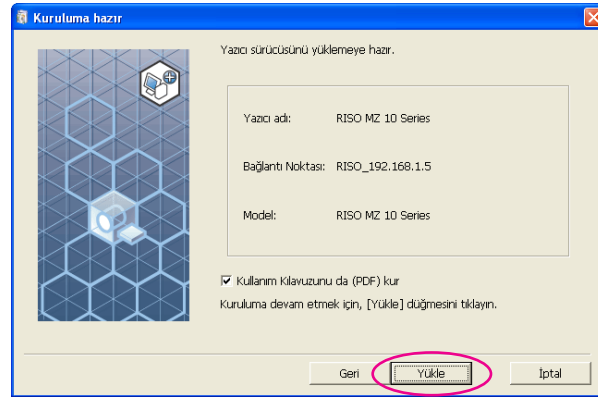 Kuruluma hazır
Yazıcı sürücüsünü yüklemeye hazır.
Yazıcı adı: RISO MZ 10 Series
Bağlantı Noktası: RISO_192.168.1.5
Model: RISO MZ 10 Series
Kullanım Kılavuzunu da (PDF) kur
Kuruluma devam etmek için, [Yükle] düğmesini tıklayın.
Geri Yükle İptal